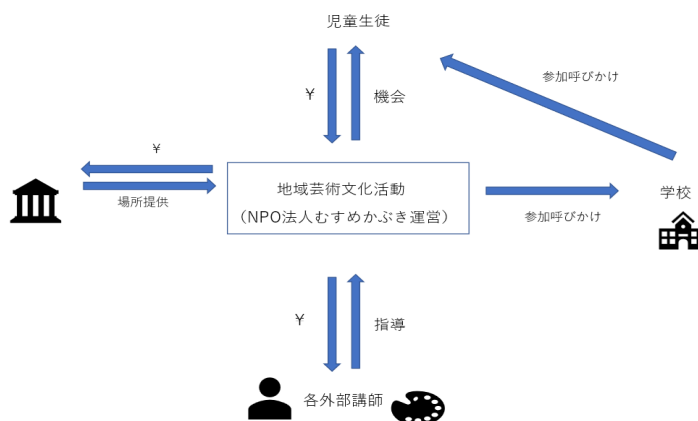 児童生徒
参加呼びかけ
¥
機会
¥
場所提供
地域芸術文化活動
(NPO法人むすめかぶき運営)
参加呼びかけ
学校
¥
指導
各外部講師